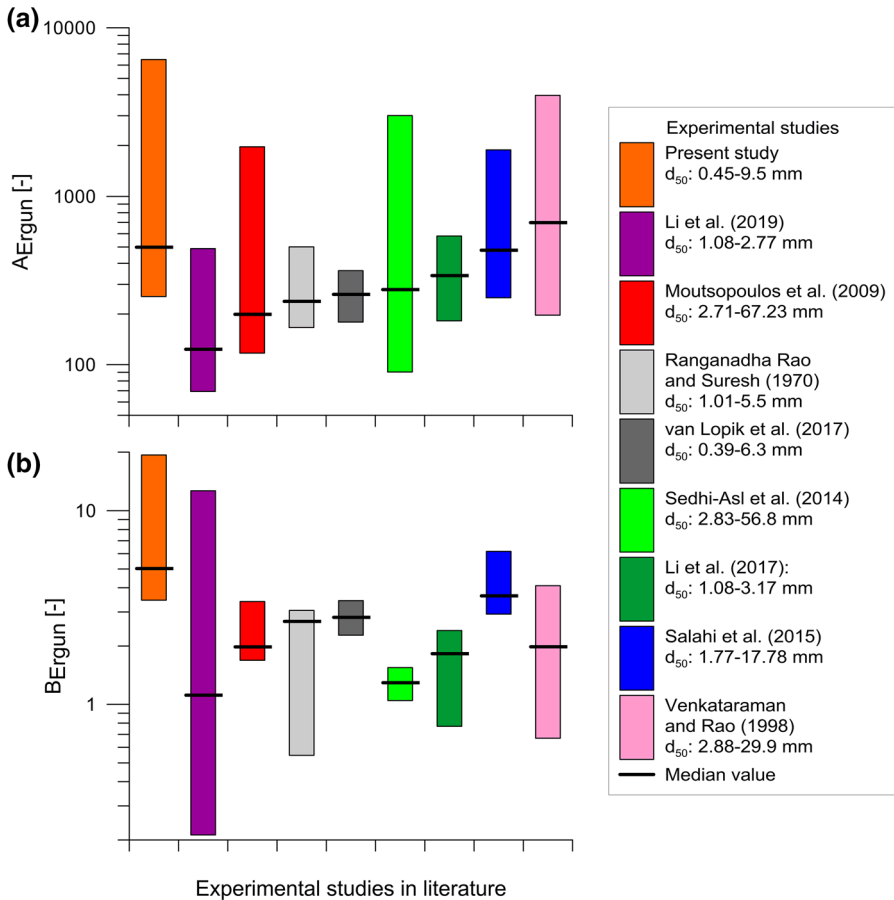 (a)
10000
1000
100
AErgun [-]
(b)
10
1
BErgun [-]
Experimental studies in literature
Experimental studies
Present study
d50: 0.45-9.5 mm
Li et al. (2019)
d50: 1.08-2.77 mm
Moutsopoulos et al. (2009)
d50: 2.71-67.23 mm
Ranganadha Rao
and Suresh (1970)
d50: 1.01-5.5 mm
van Lopik et al. (2017)
d50: 0.39-6.3 mm
Sedhi-Asl et al. (2014)
d50: 2.83-56.8 mm
Li et al. (2017):
d50: 1.08-3.17 mm
Salahi et al. (2015)
d50: 1.77-17.78 mm
Venkataraman
and Rao (1998)
d50: 2.88-29.9 mm
Median value